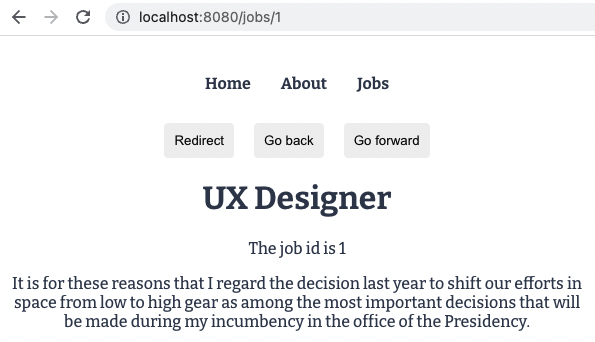 localhost:8080/jobs/1
Home About Jobs
Redirect Go back Go forward
UX Designer
The job id is 1
It is for these reasons that I regard the decision last year to shift our efforts in
space from low to high gear as among the most important decisions that will
be made during my incumbency in the office of the Presidency.